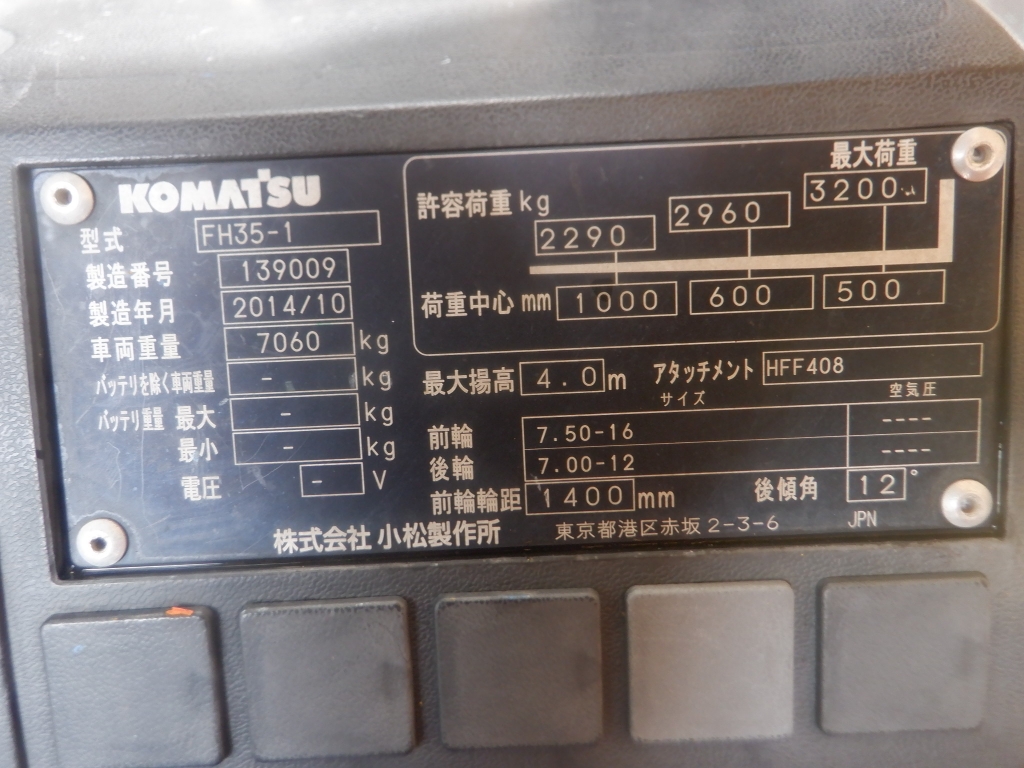 KOMATSU
型式 FH35-1
製造番号 139009
製造年月 2014/10
車両重量 7060 kg
バッテリを除く車両重量 - kg
バッテリ重量 最大 - kg
最小 - kg
電圧 - V
最大荷重
許容荷重 kg 2290 2960 3200
荷重中心 mm 1000 600 500
最大揚高 4.0 m アタッチメント HFF408
サイズ 空気圧
前輪 7.50-16 ----
後輪 7.00-12 ----
前輪輪距 1400 mm 後傾角 12°
株式会社 小松製作所 東京都港区赤坂2-3-6 JPN